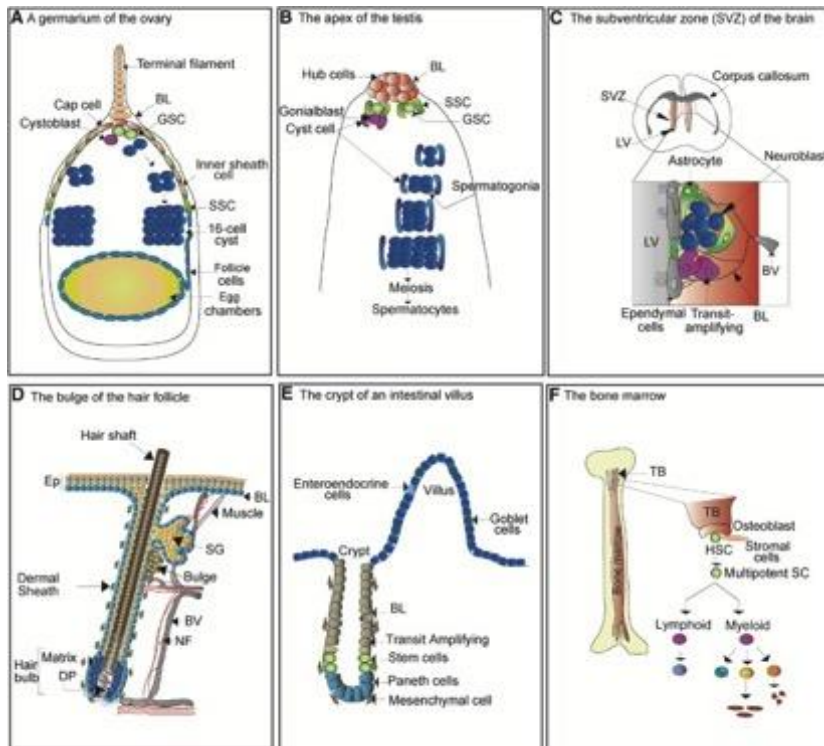 A A germarium of the ovary
Terminal filament
Cap cell
BL
Cystoblast
GSC
Inner sheath
cell
SSC
16-cell
cyst
Follicle
cells
Egg
chambers
B The apex of the testis
Hub cells
BL
SSC
Gonialblast
GSC
Cyst cell
Spermatogonia
Meiosis
Spermatocytes
C The subventricular zone (SVZ) of the brain
Corpus callosum
SVZ
LV
Astrocyte
Neuroblast
LV
BV
Ependymal
cells
Transit-
amplifying
BL
D The bulge of the hair follicle
Hair shaft
Ep
BL
Muscle
SG
Bulge
Dermal
Sheath
BV
NF
Matrix
Hair
bulb
DP
E The crypt of an intestinal villus
Enteroendocrine
cells
Villus
Goblet
cells
Crypt
BL
Transit Amplifying
Stem cells
Paneth cells
Mesenchymal cell
F The bone marrow
TB
TB
Osteoblast
HSC
Stromal
cells
Bone marrow
Multipotent SC
Lymphoid
Myeloid